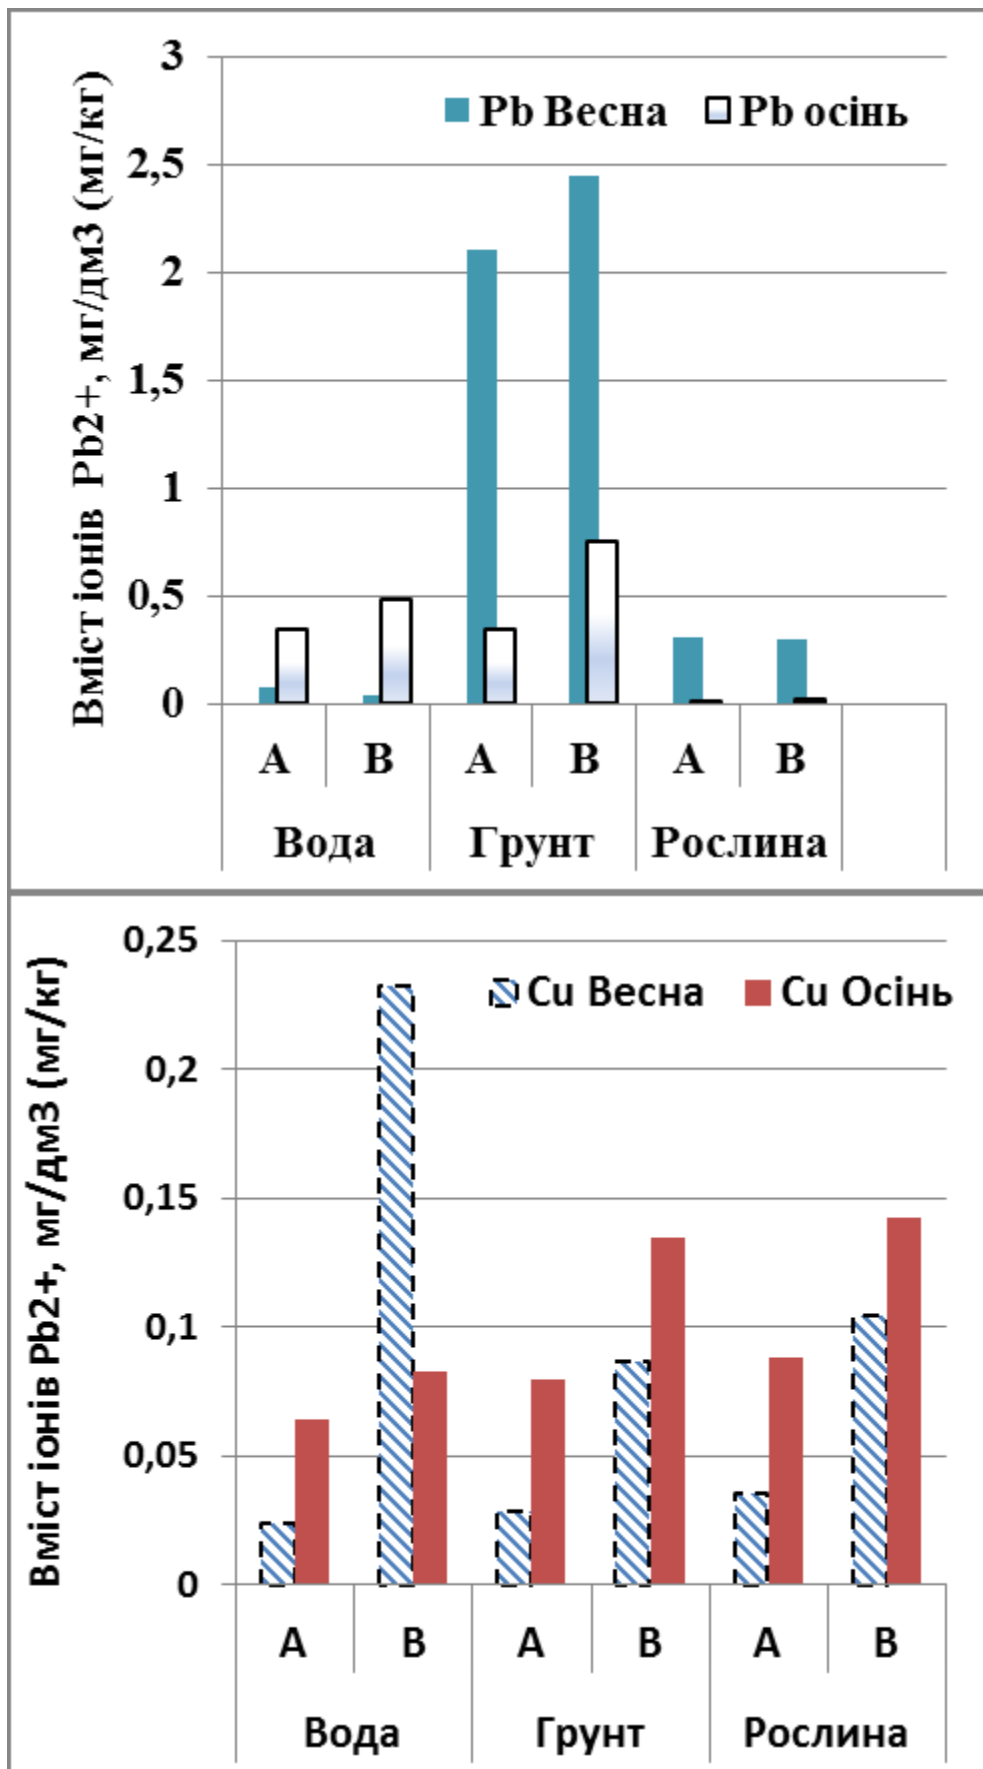 Вміст іонів Pb2+, мг/дм3 (мг/кг)
3
2,5
2
1,5
1
0,5
0
Pb Весна Pb осінь
А В А В А В
Вода Грунт Рослина
Вміст іонів Pb2+, мг/дм3 (мг/кг)
0,25
0,2
0,15
0,1
0,05
0
Cu Весна Cu Осінь
А В А В А В
Вода Грунт Рослина